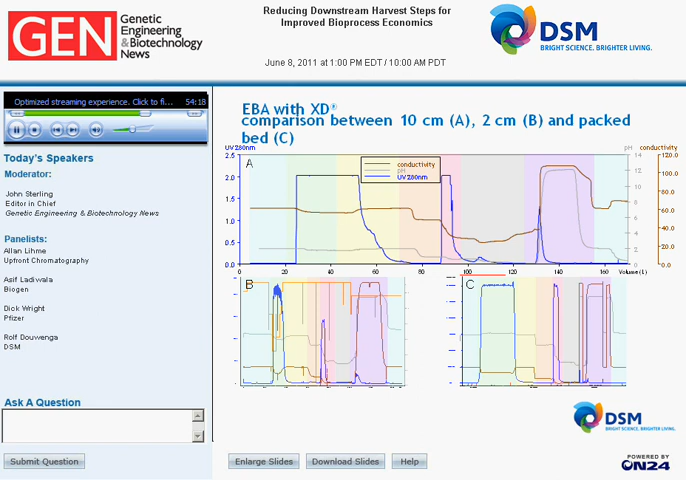 GEN
Genetic
Engineering
& Biotechnology
News
Reducing Downstream Harvest Steps for
Improved Bioprocess Economics
June 8, 2011 at 1:00 PM EDT / 10:00 AM PDT
DSM
BRIGHT SCIENCE. BRIGHTER LIVING.
Optimized streaming experience. Click to fi... 54:18
Today's Speakers
Moderator:
John Sterling
Editor in Chief
Genetic Engineering & Biotechnology News
Panelists:
Allan Lihme
Upfront Chromatography
Asif Ladiwala
Biogen
Dick Wright
Pfizer
Rolf Douwenga
DSM
Ask A Question
Submit Question
EBA with XD®
comparison between 10 cm (A), 2 cm (B) and packed
bed (C)
UV280nm
pH
conductivity
A
conductivity
pH
UV280nm
2.5
2.0
1.5
1.0
0.5
0.0
14
12
10
8
6
4
2
0
120.0
100.0
80.0
60.0
40.0
20.0
0.0
0 20 40 60 80 100 120 140 160 Volume (L)
B
C
DSM
BRIGHT SCIENCE. BRIGHTER LIVING.
Enlarge Slides
Download Slides
Help
POWERED BY
ON24